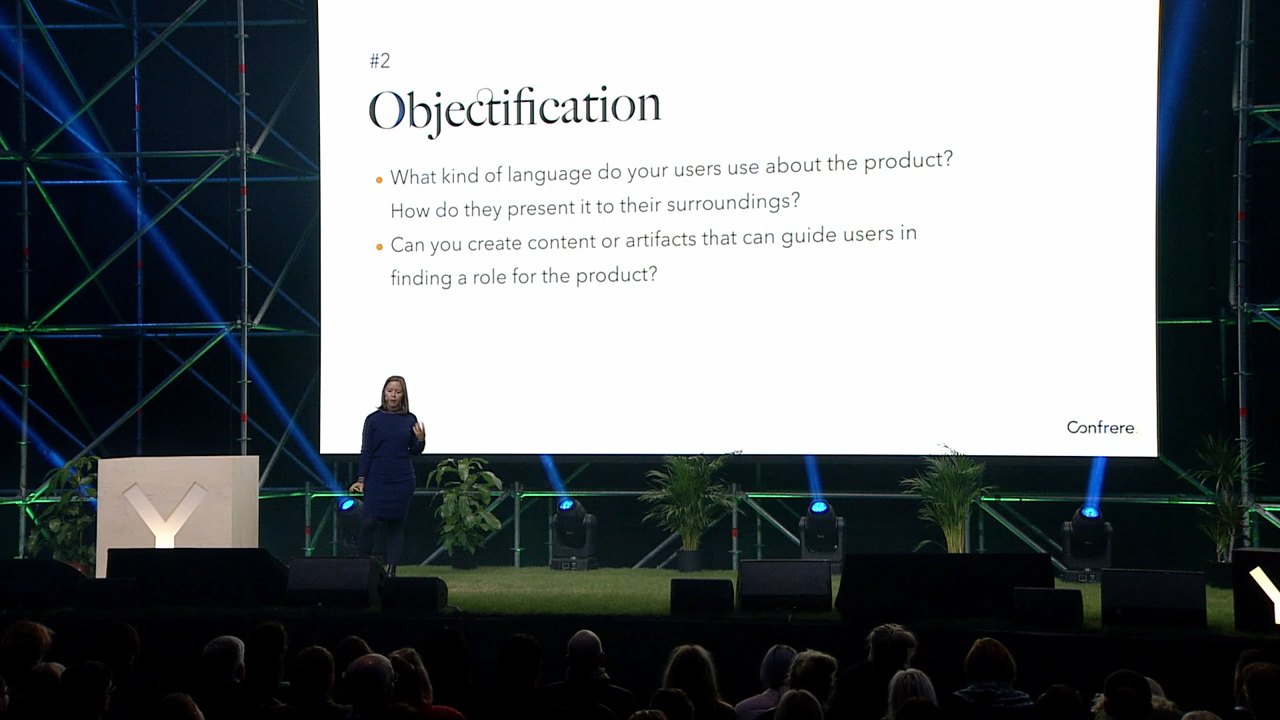 #2
Objectification
What kind of language do your users use about the product?
How do they present it to their surroundings?
Can you create content or artifacts that can guide users in
finding a role for the product?
Confrere.
Y
Y